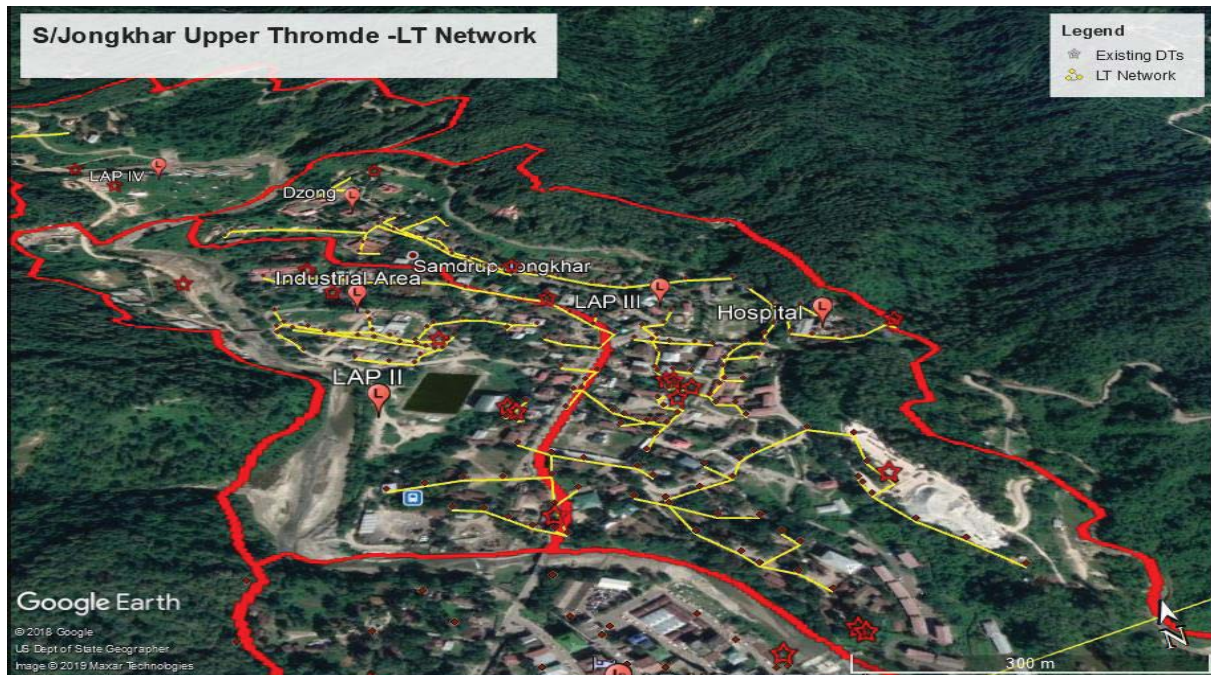 S/Jongkhar Upper Thromde -LT Network
Legend
Existing DTs
LT Network
LAP IV
Dzong
Samdrup Jongkhar
Industrial Area
LAP III
Hospital
LAP II
Google Earth
© 2018 Google
US Dept of State Geographer
Image © 2019 Maxar Technologies
N
300 m